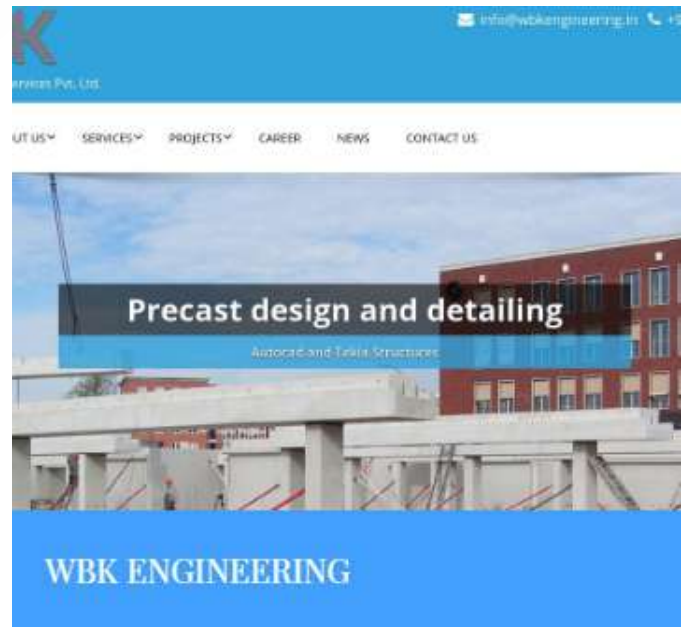 info@wbkengineering.in
K
ervices Pvt. Ltd.
UT US SERVICES PROJECTS CAREER NEWS CONTACT US
Precast design and detailing
Autocad and Tekla Structures
WBK ENGINEERING